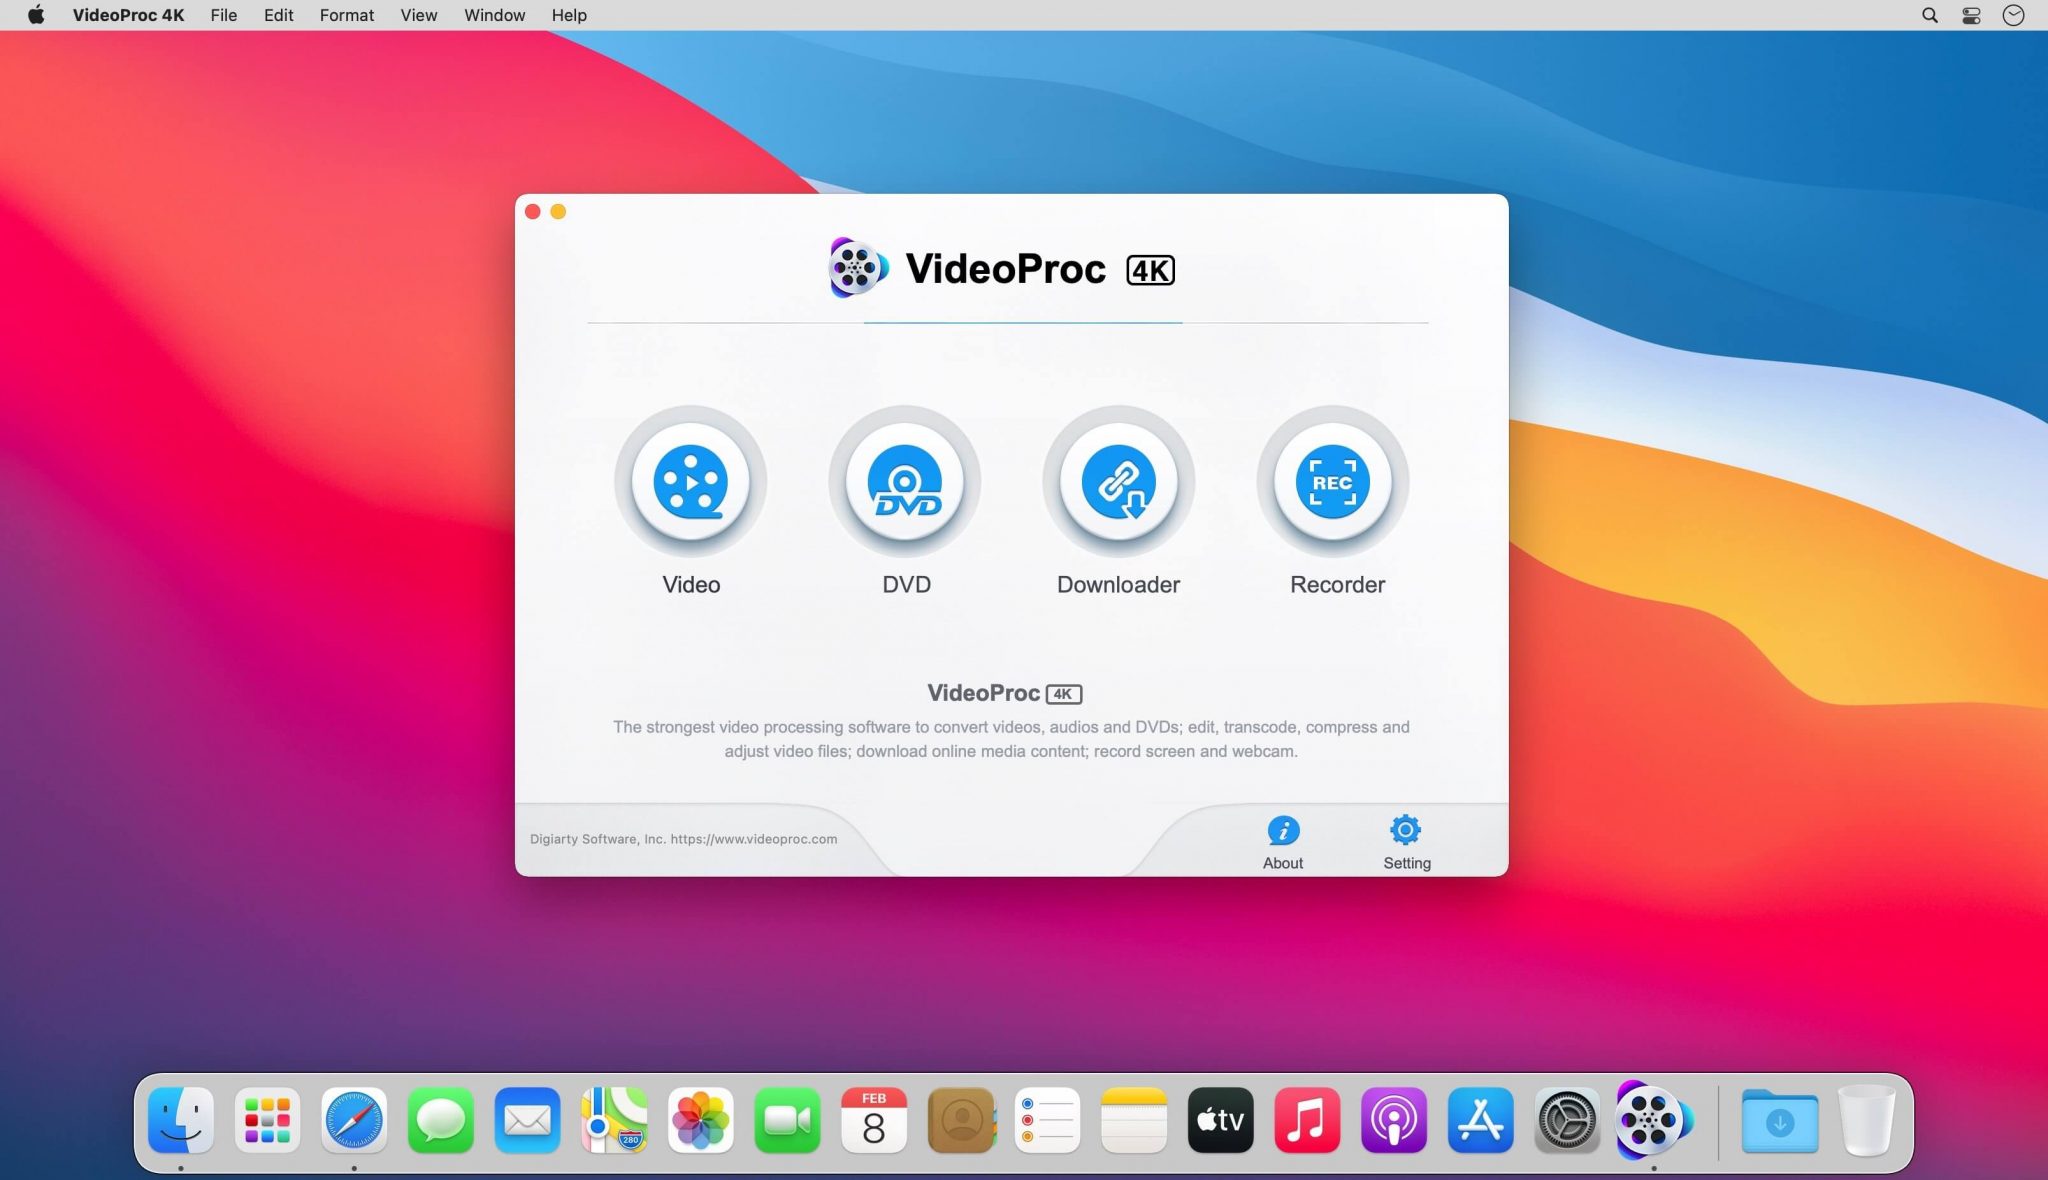 VideoProc 4K File Edit Format View Window Help
VideoProc 4K
DVD
REC
Video DVD Downloader Recorder
VideoProc 4K
The strongest video processing software to convert videos, audios and DVDs; edit, transcode, compress and
adjust video files; download online media content; record screen and webcam.
Digiarty Software, Inc. https://www.videoproc.com
About Setting
280
FEB
8
tv